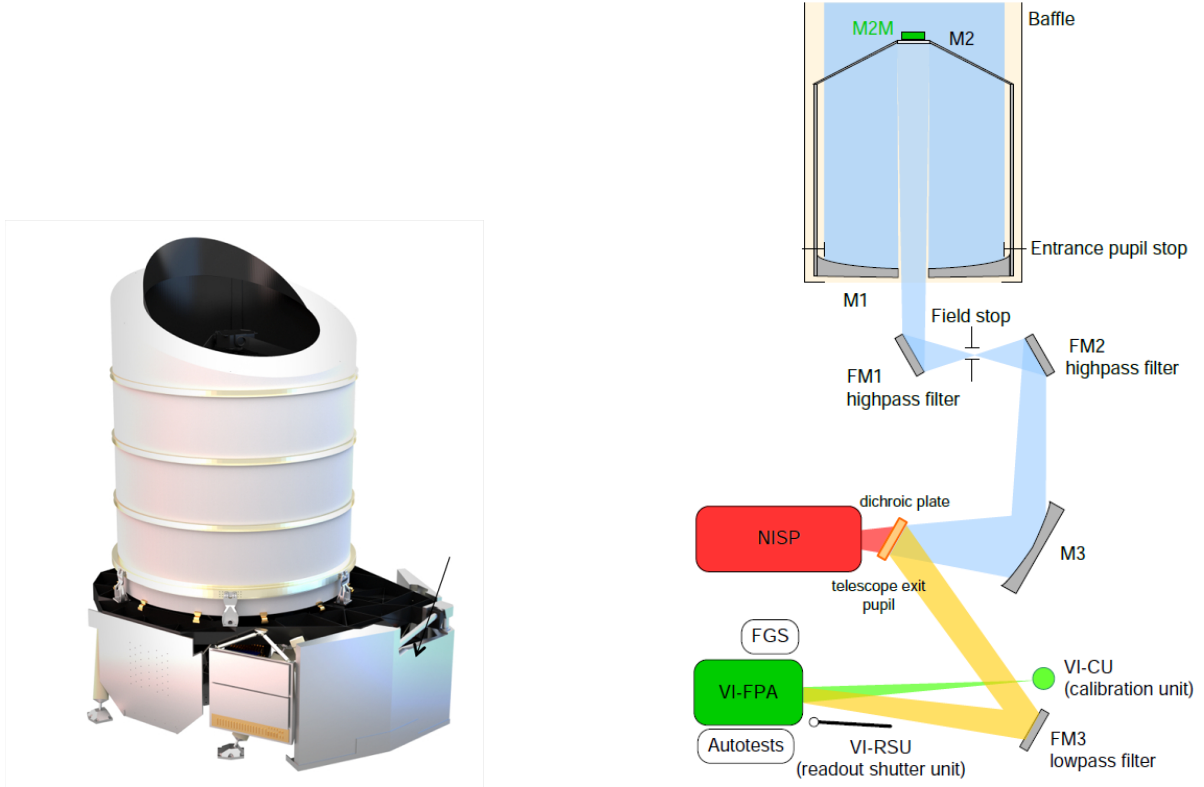 Baffle
M2M
M2
Entrance pupil stop
M1
Field stop
FM1
highpass filter
FM2
highpass filter
dichroic plate
NISP
M3
telescope exit
pupil
FGS
VI-FPA
VI-CU
(calibration unit)
Autotests
VI-RSU
(readout shutter unit)
FM3
lowpass filter